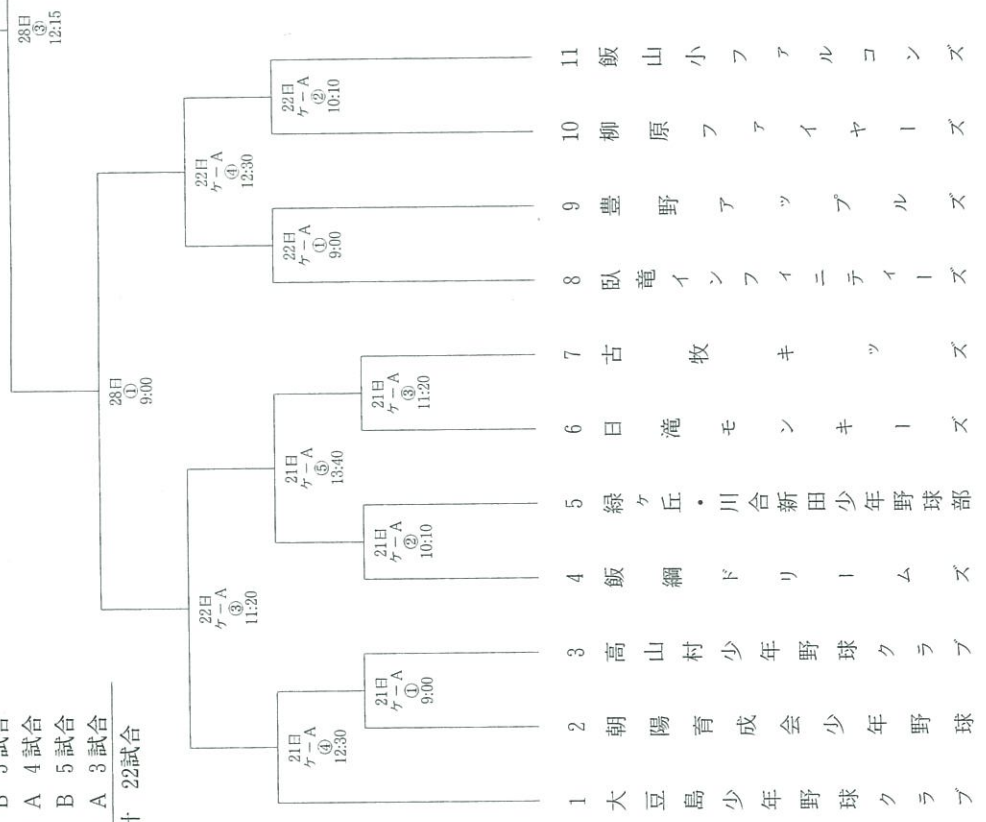 28日
③
12:15
28日
①
9:00
22日
ケ－A
③
11:20
22日
ケ－A
④
12:30
21日
ケ－A
④
12:30
21日
ケ－A
⑤
13:40
22日
ケ－A
①
9:00
22日
ケ－A
②
10:10
21日
ケ－A
①
9:00
21日
ケ－A
②
10:10
21日
ケ－A
③
11:20
A 4試合
B 5試合
A 3試合
22試合
1 大豆島少年野球クラブ
2 朝陽育成会少年野球
3 高山村少年野球クラブ
4 飯綱ドリームズ
5 緑ヶ丘・川合新田少年野球部
6 日滝モンキーズ
7 古牧キッズ
8 臥竜インフィニティーズ
9 豊野アップルズ
10 柳原ファイヤーズ
11 飯山小ファルコンズ